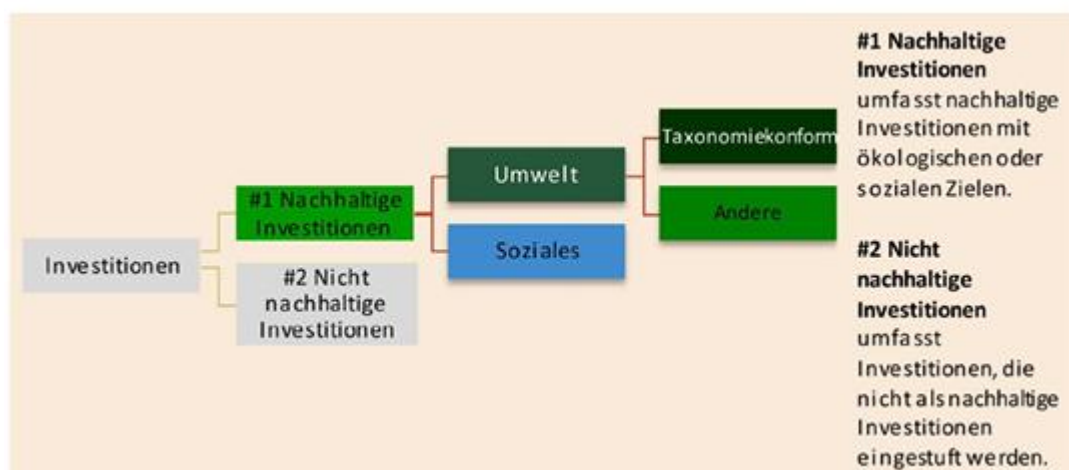 Investitionen
#1 Nachhaltige
Investitionen
#2 Nicht
nachhaltige
Investitionen
Umwelt
Soziales
Taxonomiekonform
Andere
#1 Nachhaltige
Investitionen
umfasst nachhaltige
Investitionen mit
ökologischen oder
sozialen Zielen.
#2 Nicht
nachhaltige
Investitionen
umfasst
Investitionen, die
nicht als nachhaltige
Investitionen
eingestuft werden.